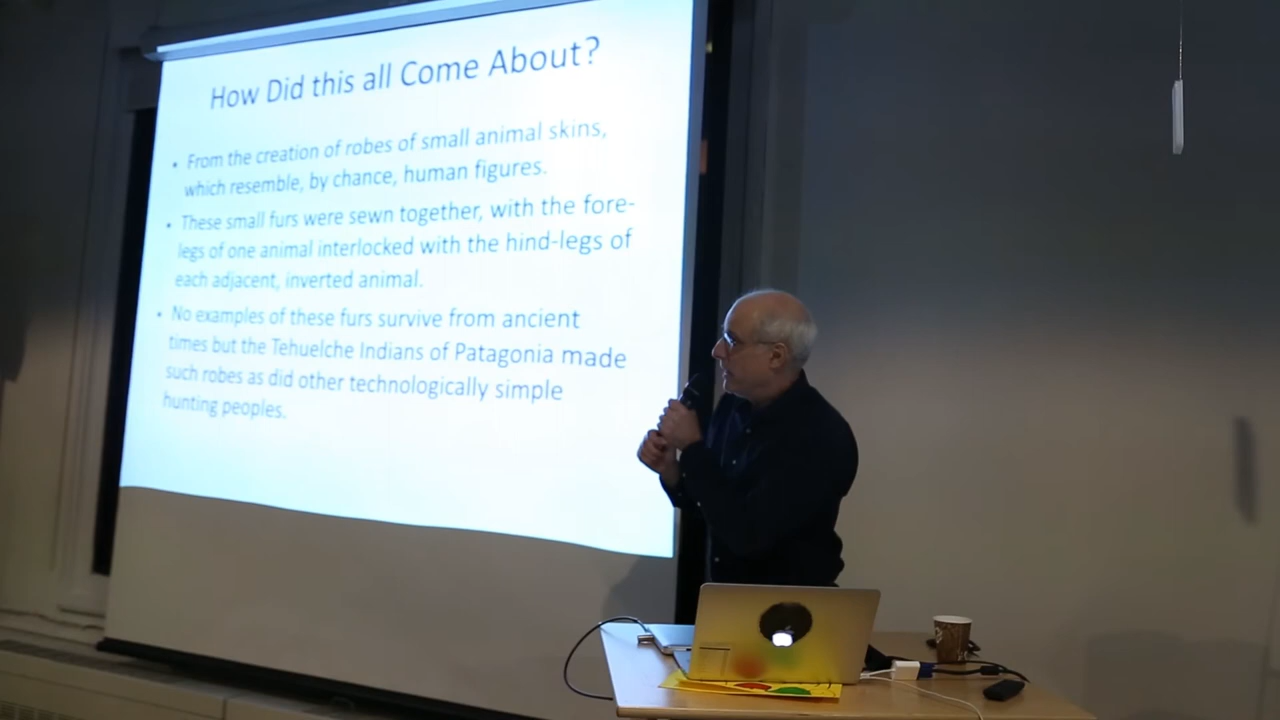 How Did this all Come About?
• From the creation of robes of small animal skins,
which resemble, by chance, human figures.
• These small furs were sewn together, with the fore-
legs of one animal interlocked with the hind-legs of
each adjacent, inverted animal.
• No examples of these furs survive from ancient
times but the Tehuelche Indians of Patagonia made
such robes as did other technologically simple
hunting peoples.